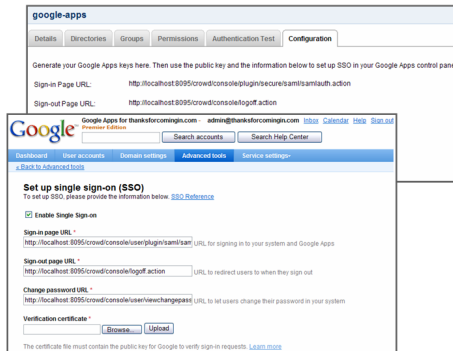 google-apps
Details Directories Groups Permissions Authentication Test Configuration
Generate your Google Apps keys here. Then use the public key and the information below to set up SSO in your Google Apps control pane
Sign-in Page URL: http://localhost:8095/crowd/console/plugin/secure/saml/samlauth.action
Sign-out Page URL: http://localhost:8095/crowd/console/logoff.action
Google Google Apps for thanksforcomingin.com - admin@thanksforcomingin.com Inbox Calendar Help Sign out
Premier Edition
Search accounts Search Help Center
Dashboard User accounts Domain settings Advanced tools Service settings
« Back to Advanced tools
Set up single sign-on (SSO)
To set up SSO, please provide the information below. SSO Reference
Enable Single Sign-on
Sign-in page URL *
http://localhost:8095/crowd/console/user/plugin/saml/sam URL for signing in to your system and Google Apps
Sign-out page URL *
http://localhost:8095/crowd/console/logoff.action URL to redirect users to when they sign out
Change password URL *
http://localhost:8095/crowd/console/user/viewchangepass URL to let users change their password in your system
Verification certificate *
Browse... Upload
The certificate file must contain the public key for Google to verify sign-in requests. Learn more